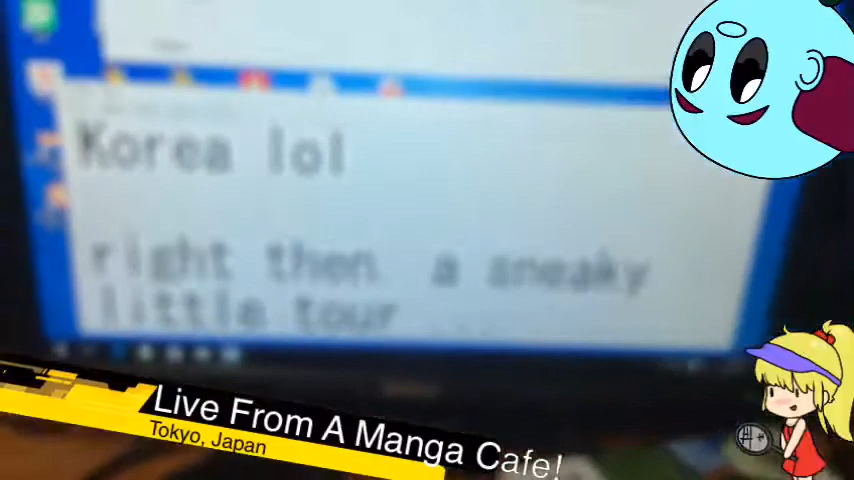 Korea lol
right then a sneaky
little tour ...
Live From A Manga Cafe!
Tokyo, Japan